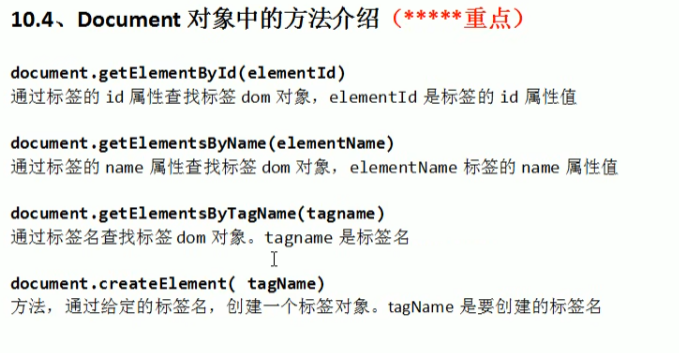 10.4、Document 对象中的方法介绍（*****重点）
document.getElementById(elementId)
通过标签的 id 属性查找标签 dom 对象，elementId 是标签的 id 属性值
document.getElementsByName(elementName)
通过标签的 name 属性查找标签 dom 对象，elementName 标签的 name 属性值
document.getElementsByTagName(tagname)
通过标签名查找标签 dom 对象。tagname 是标签名
document.createElement( tagName)
方法，通过给定的标签名，创建一个标签对象。tagName 是要创建的标签名